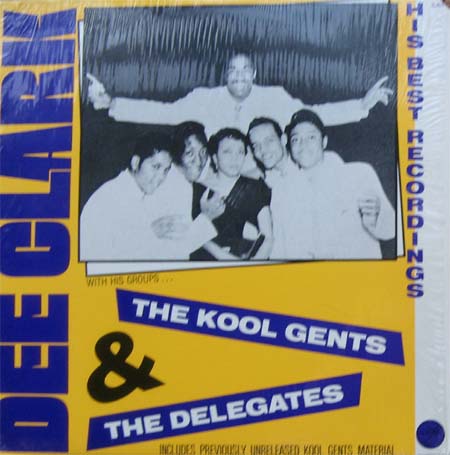 DEE CLARK
HIS BEST RECORDINGS
WITH HIS GROUPS . . .
THE KOOL GENTS
&
THE DELEGATES
INCLUDES PREVIOUSLY UNRELEASED KOOL GENTS MATERIAL